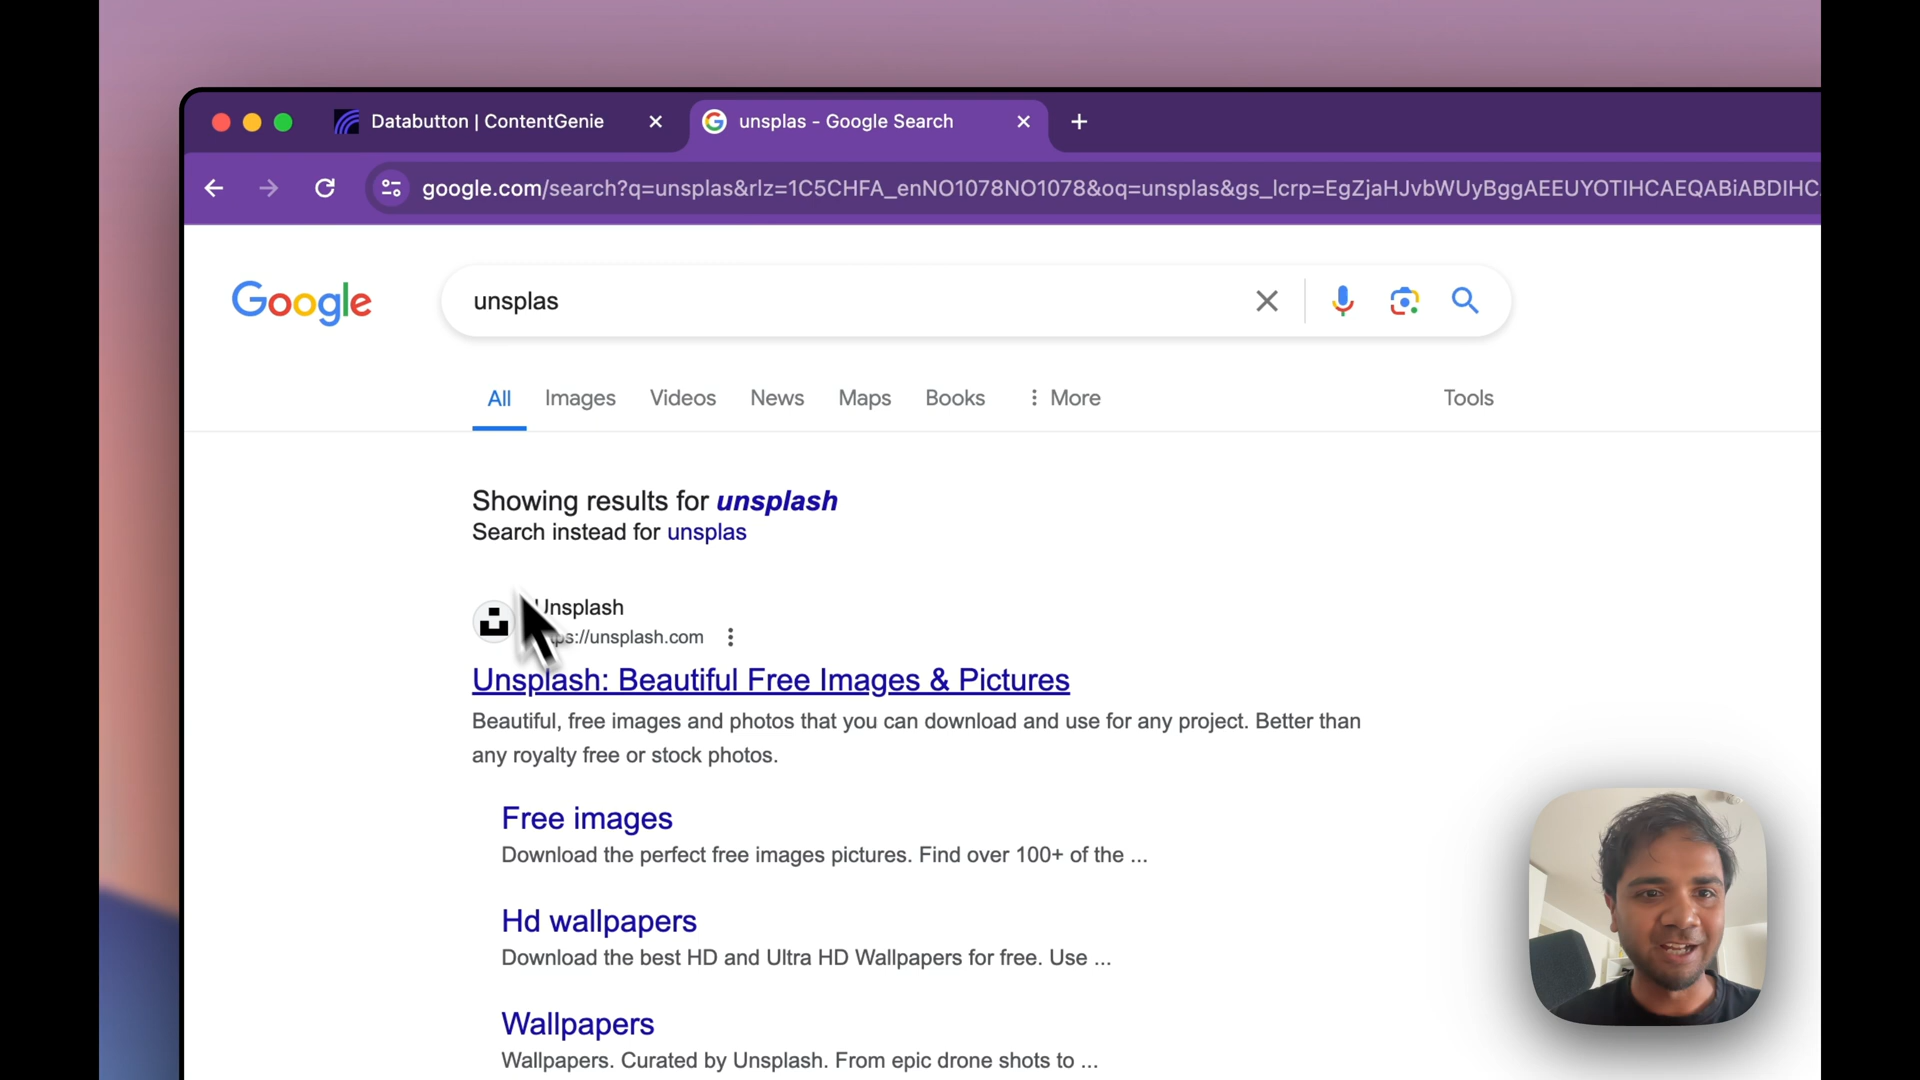 Databutton | ContentGenie
unsplas - Google Search
google.com/search?q=unsplas&rlz=1C5CHFA_enNO1078NO1078&oq=unsplas&gs_lcrp=EgZjaHJvbWUyBggAEEUYOTIHCAEQABiABDIHC
Google
unsplas
All Images Videos News Maps Books More Tools
Showing results for unsplash
Search instead for unsplas
Unsplash
ps://unsplash.com
Unsplash: Beautiful Free Images & Pictures
Beautiful, free images and photos that you can download and use for any project. Better than
any royalty free or stock photos.
Free images
Download the perfect free images pictures. Find over 100+ of the ...
Hd wallpapers
Download the best HD and Ultra HD Wallpapers for free. Use ...
Wallpapers
Wallpapers. Curated by Unsplash. From epic drone shots to ...